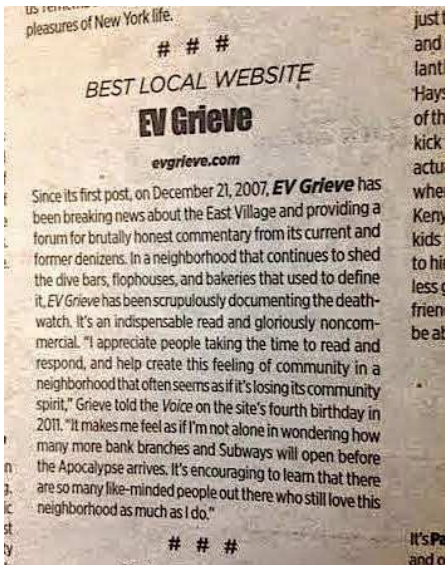 pleasures of New York life.
# # #
BEST LOCAL WEBSITE
EV Grieve
evgrieve.com
Since its first post, on December 21, 2007, EV Grieve has
been breaking news about the East Village and providing a
forum for brutally honest commentary from its current and
former denizens. In a neighborhood that continues to shed
the dive bars, flophouses, and bakeries that used to define
it, EV Grieve has been scrupulously documenting the death-
watch. It's an indispensable read and gloriously noncom-
mercial. "I appreciate people taking the time to read and
respond, and help create this feeling of community in a
neighborhood that often seems as if it's losing its community
spirit," Grieve told the Voice on the site's fourth birthday in
2011. "It makes me feel as if I'm not alone in wondering how
many more bank branches and Subways will open before
the Apocalypse arrives. It's encouraging to learn that there
are so many like-minded people out there who still love this
neighborhood as much as I do."
# # #
just t
and
lant
Hays
of th
kick
actu
whe
Keny
kids
to hi
less g
frien
be ab
It's Pa
and o